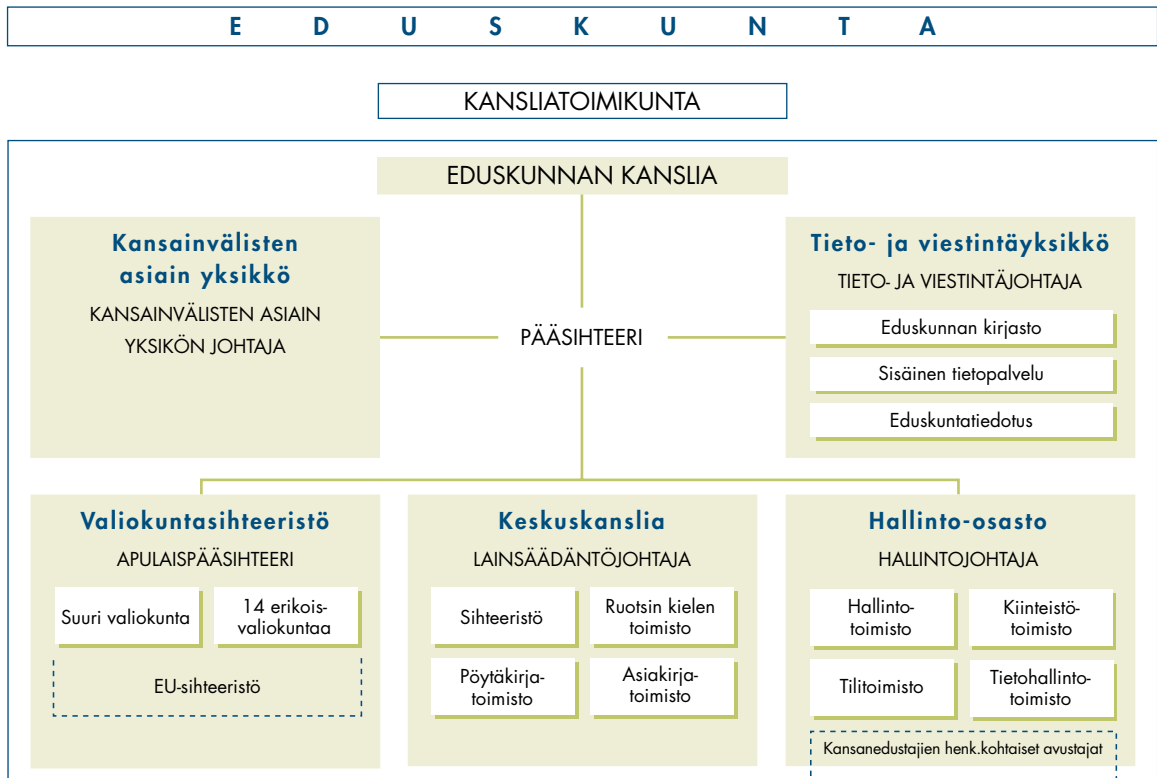 E D U S K U N T A
KANSLIATOIMIKUNTA
EDUSKUNNAN KANSLIA
Kansainvälisten
asiain yksikkö
KANSAINVÄLISTEN ASIAIN
YKSIKÖN JOHTAJA
PÄÄSIHTEERI
Tieto- ja viestintäyksikkö
TIETO- JA VIESTINTÄJOHTAJA
Eduskunnan kirjasto
Sisäinen tietopalvelu
Eduskuntatiedotus
Valiokuntasihteeristö
APULAISPÄÄSIHTEERI
Suuri valiokunta
14 erikois-
valiokuntaa
EU-sihteeristö
Keskuskanslia
LAINSÄÄDÄNTÖJOHTAJA
Sihteeristö
Ruotsin kielen
toimisto
Pöytäkirja-
toimisto
Asiakirja-
toimisto
Hallinto-osasto
HALLINTOJOHTAJA
Hallinto-
toimisto
Kiinteistö-
toimisto
Tilitoimisto
Tietohallinto-
toimisto
Kansanedustajien henk.kohtaiset avustajat